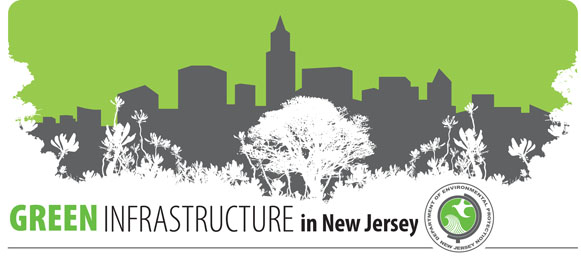 GREEN INFRASTRUCTURE in New Jersey
DEPARTMENT OF ENVIRONMENTAL PROTECTION
NEW JERSEY